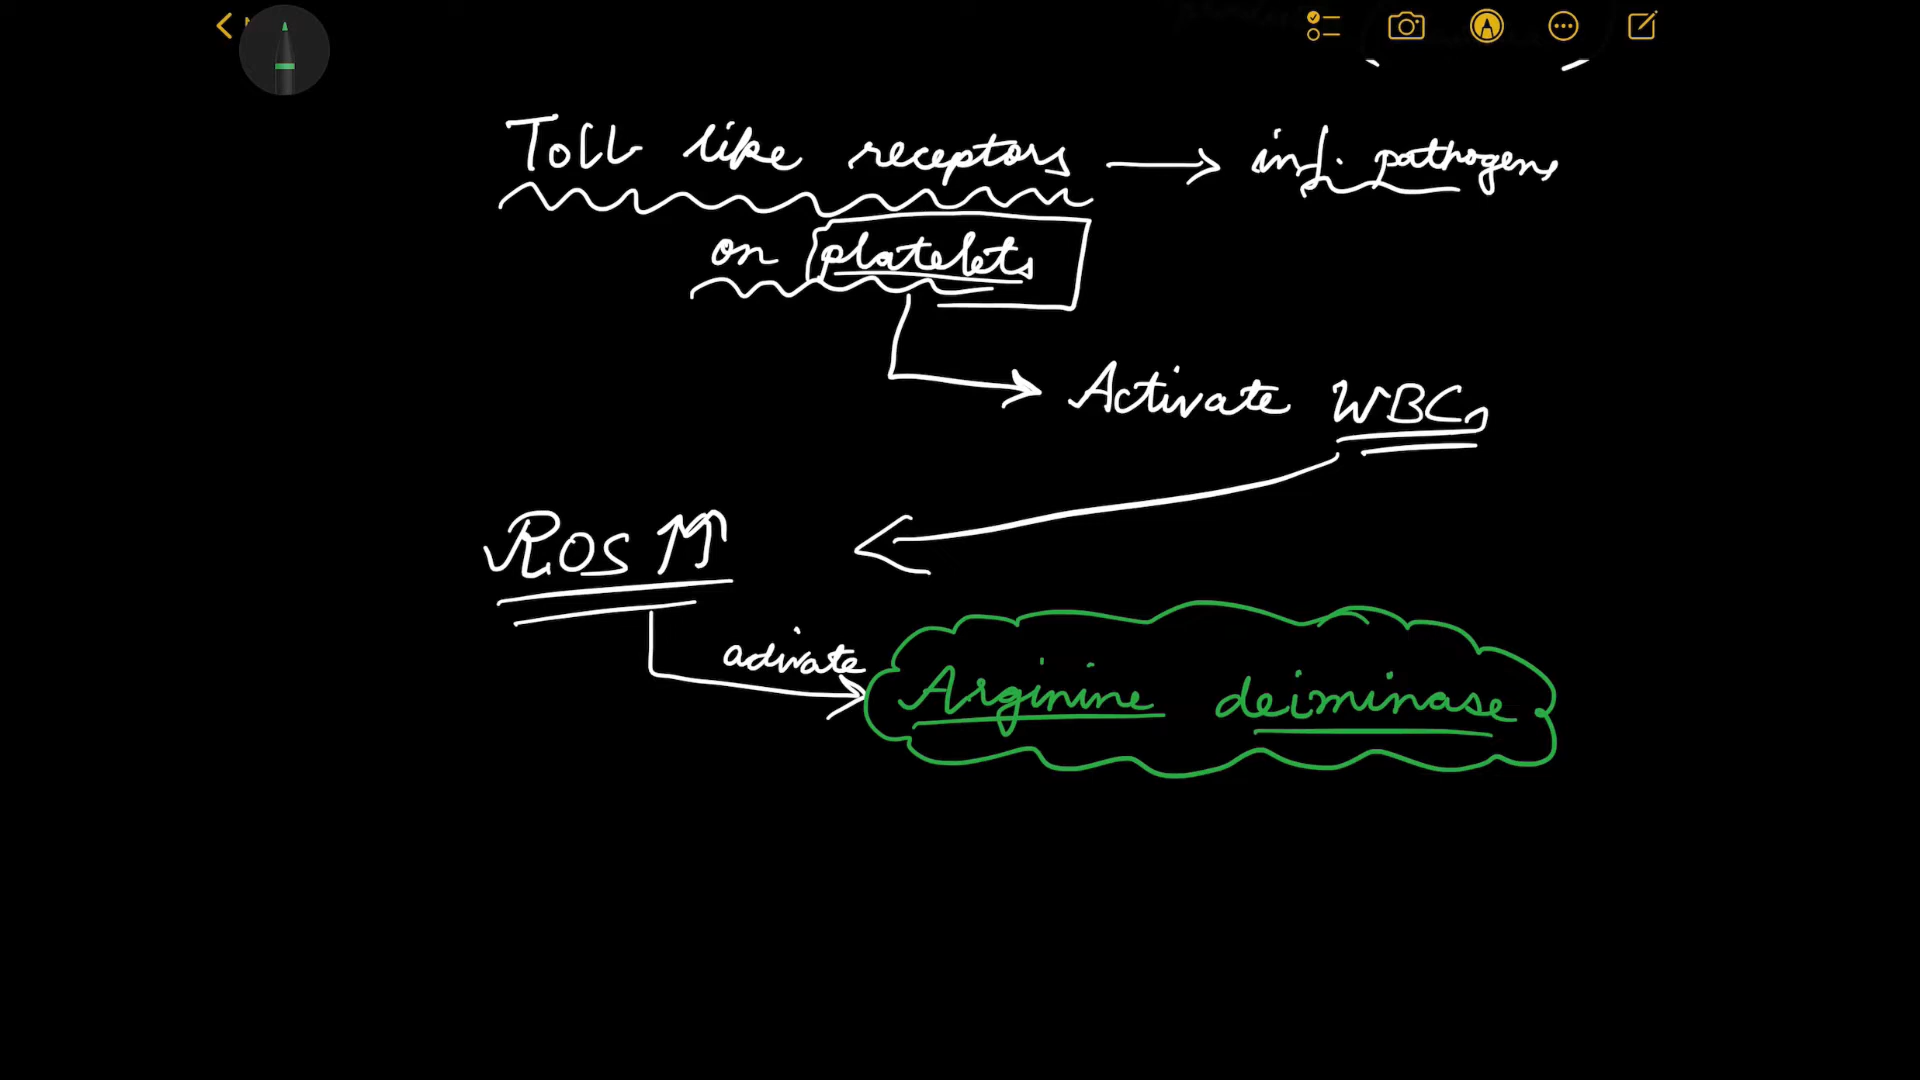 Toll like receptors → inf. pathogens
on platelets
Activate WBCs
ROS ↑↑
activate
Arginine deiminase